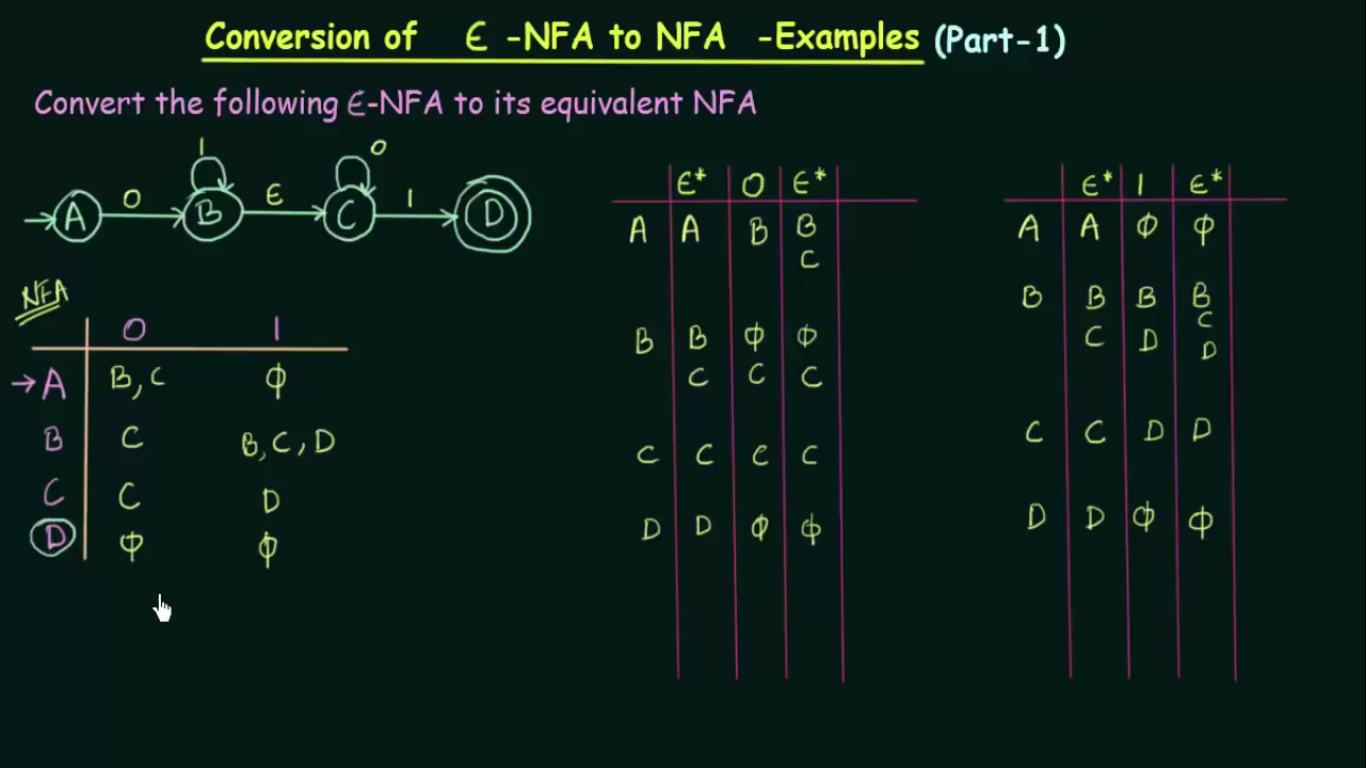 Conversion of ϵ -NFA to NFA -Examples (Part-1)
Convert the following ϵ-NFA to its equivalent NFA
1 0
A 0 B ϵ C 1 D
NFA
0 1
A B, C ϕ
B C B, C, D
C C D
D ϕ ϕ
ϵ* 0 ϵ*
A A B B
C
B B ϕ ϕ
C C C
C C C C
D D ϕ ϕ
ϵ* 1 ϵ*
A A ϕ ϕ
B B B B
C
C D D
C C D D
D D ϕ ϕ